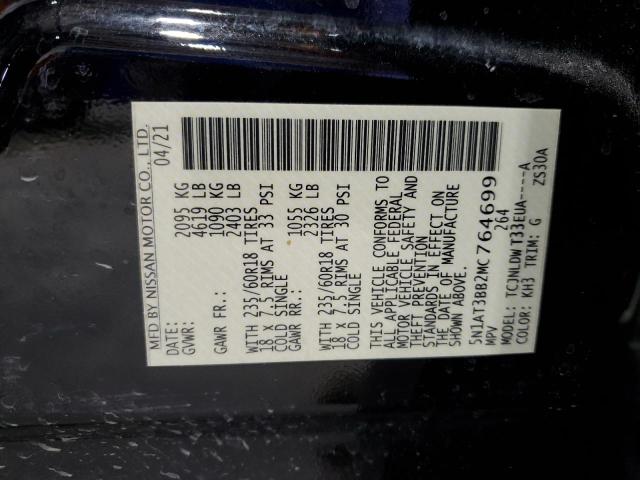 MFD BY NISSAN MOTOR CO., LTD.
DATE: 04/21
GVWR: 2095 KG
4619 LB
GAWR FR.: 1090 KG
2403 LB
WITH 235/60R18 TIRES
18 X 7.5 RIMS AT 33 PSI
COLD SINGLE
GAWR RR.: 1055 KG
2326 LB
WITH 235/60R18 TIRES
18 X 7.5 RIMS AT 30 PSI
COLD SINGLE
THIS VEHICLE CONFORMS TO
ALL APPLICABLE FEDERAL
MOTOR VEHICLE SAFETY AND
THEFT PREVENTION
STANDARDS IN EFFECT ON
THE DATE OF MANUFACTURE
SHOWN ABOVE.
5N1AT3BB2MC764699
MPV 264
MODEL: TCJNLDWT33EUA----A
COLOR: KH3 TRIM: G ZS30A